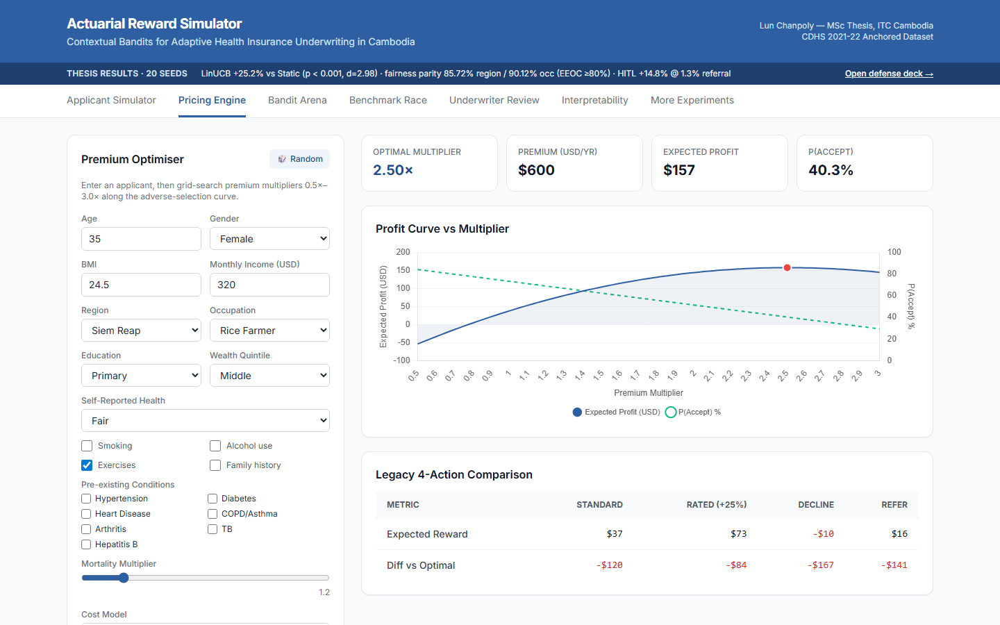 Actuarial Reward Simulator
Contextual Bandits for Adaptive Health Insurance Underwriting in Cambodia
Lun Chanpoly — MSc Thesis, ITC Cambodia
CDHS 2021-22 Anchored Dataset
THESIS RESULTS · 20 SEEDS LinUCB +25.2% vs Static (p < 0.001, d=2.98) · fairness parity 85.72% region / 90.12% occ (EEOC ≥80%) · HITL +14.8% @ 1.3% referral Open defense deck →
Applicant Simulator Pricing Engine Bandit Arena Benchmark Race Underwriter Review Interpretability More Experiments
Premium Optimiser
🎲 Random
Enter an applicant, then grid-search premium multipliers 0.5×–
3.0× along the adverse-selection curve.
Age Gender
35 Female
BMI Monthly Income (USD)
24.5 320
Region Occupation
Siem Reap Rice Farmer
Education Wealth Quintile
Primary Middle
Self-Reported Health
Fair
Smoking Alcohol use
Exercises Family history
Pre-existing Conditions
Hypertension Diabetes
Heart Disease COPD/Asthma
Arthritis TB
Hepatitis B
Mortality Multiplier
1.2
Cost Model
OPTIMAL MULTIPLIER
2.50×
PREMIUM (USD/YR)
$600
EXPECTED PROFIT
$157
P(ACCEPT)
40.3%
Profit Curve vs Multiplier
Expected Profit (USD)
200
150
100
50
0
-50
-100
100
80
60
40
20
0
P(Accept) %
0.5 0.6 0.7 0.8 0.9 1 1.1 1.2 1.3 1.4 1.5 1.6 1.7 1.8 1.9 2 2.1 2.2 2.3 2.4 2.5 2.6 2.7 2.8 2.9 3
Premium Multiplier
Expected Profit (USD) P(Accept) %
Legacy 4-Action Comparison
METRIC STANDARD RATED (+25%) DECLINE REFER
Expected Reward $37 $73 -$10 $16
Diff vs Optimal -$120 -$84 -$167 -$141